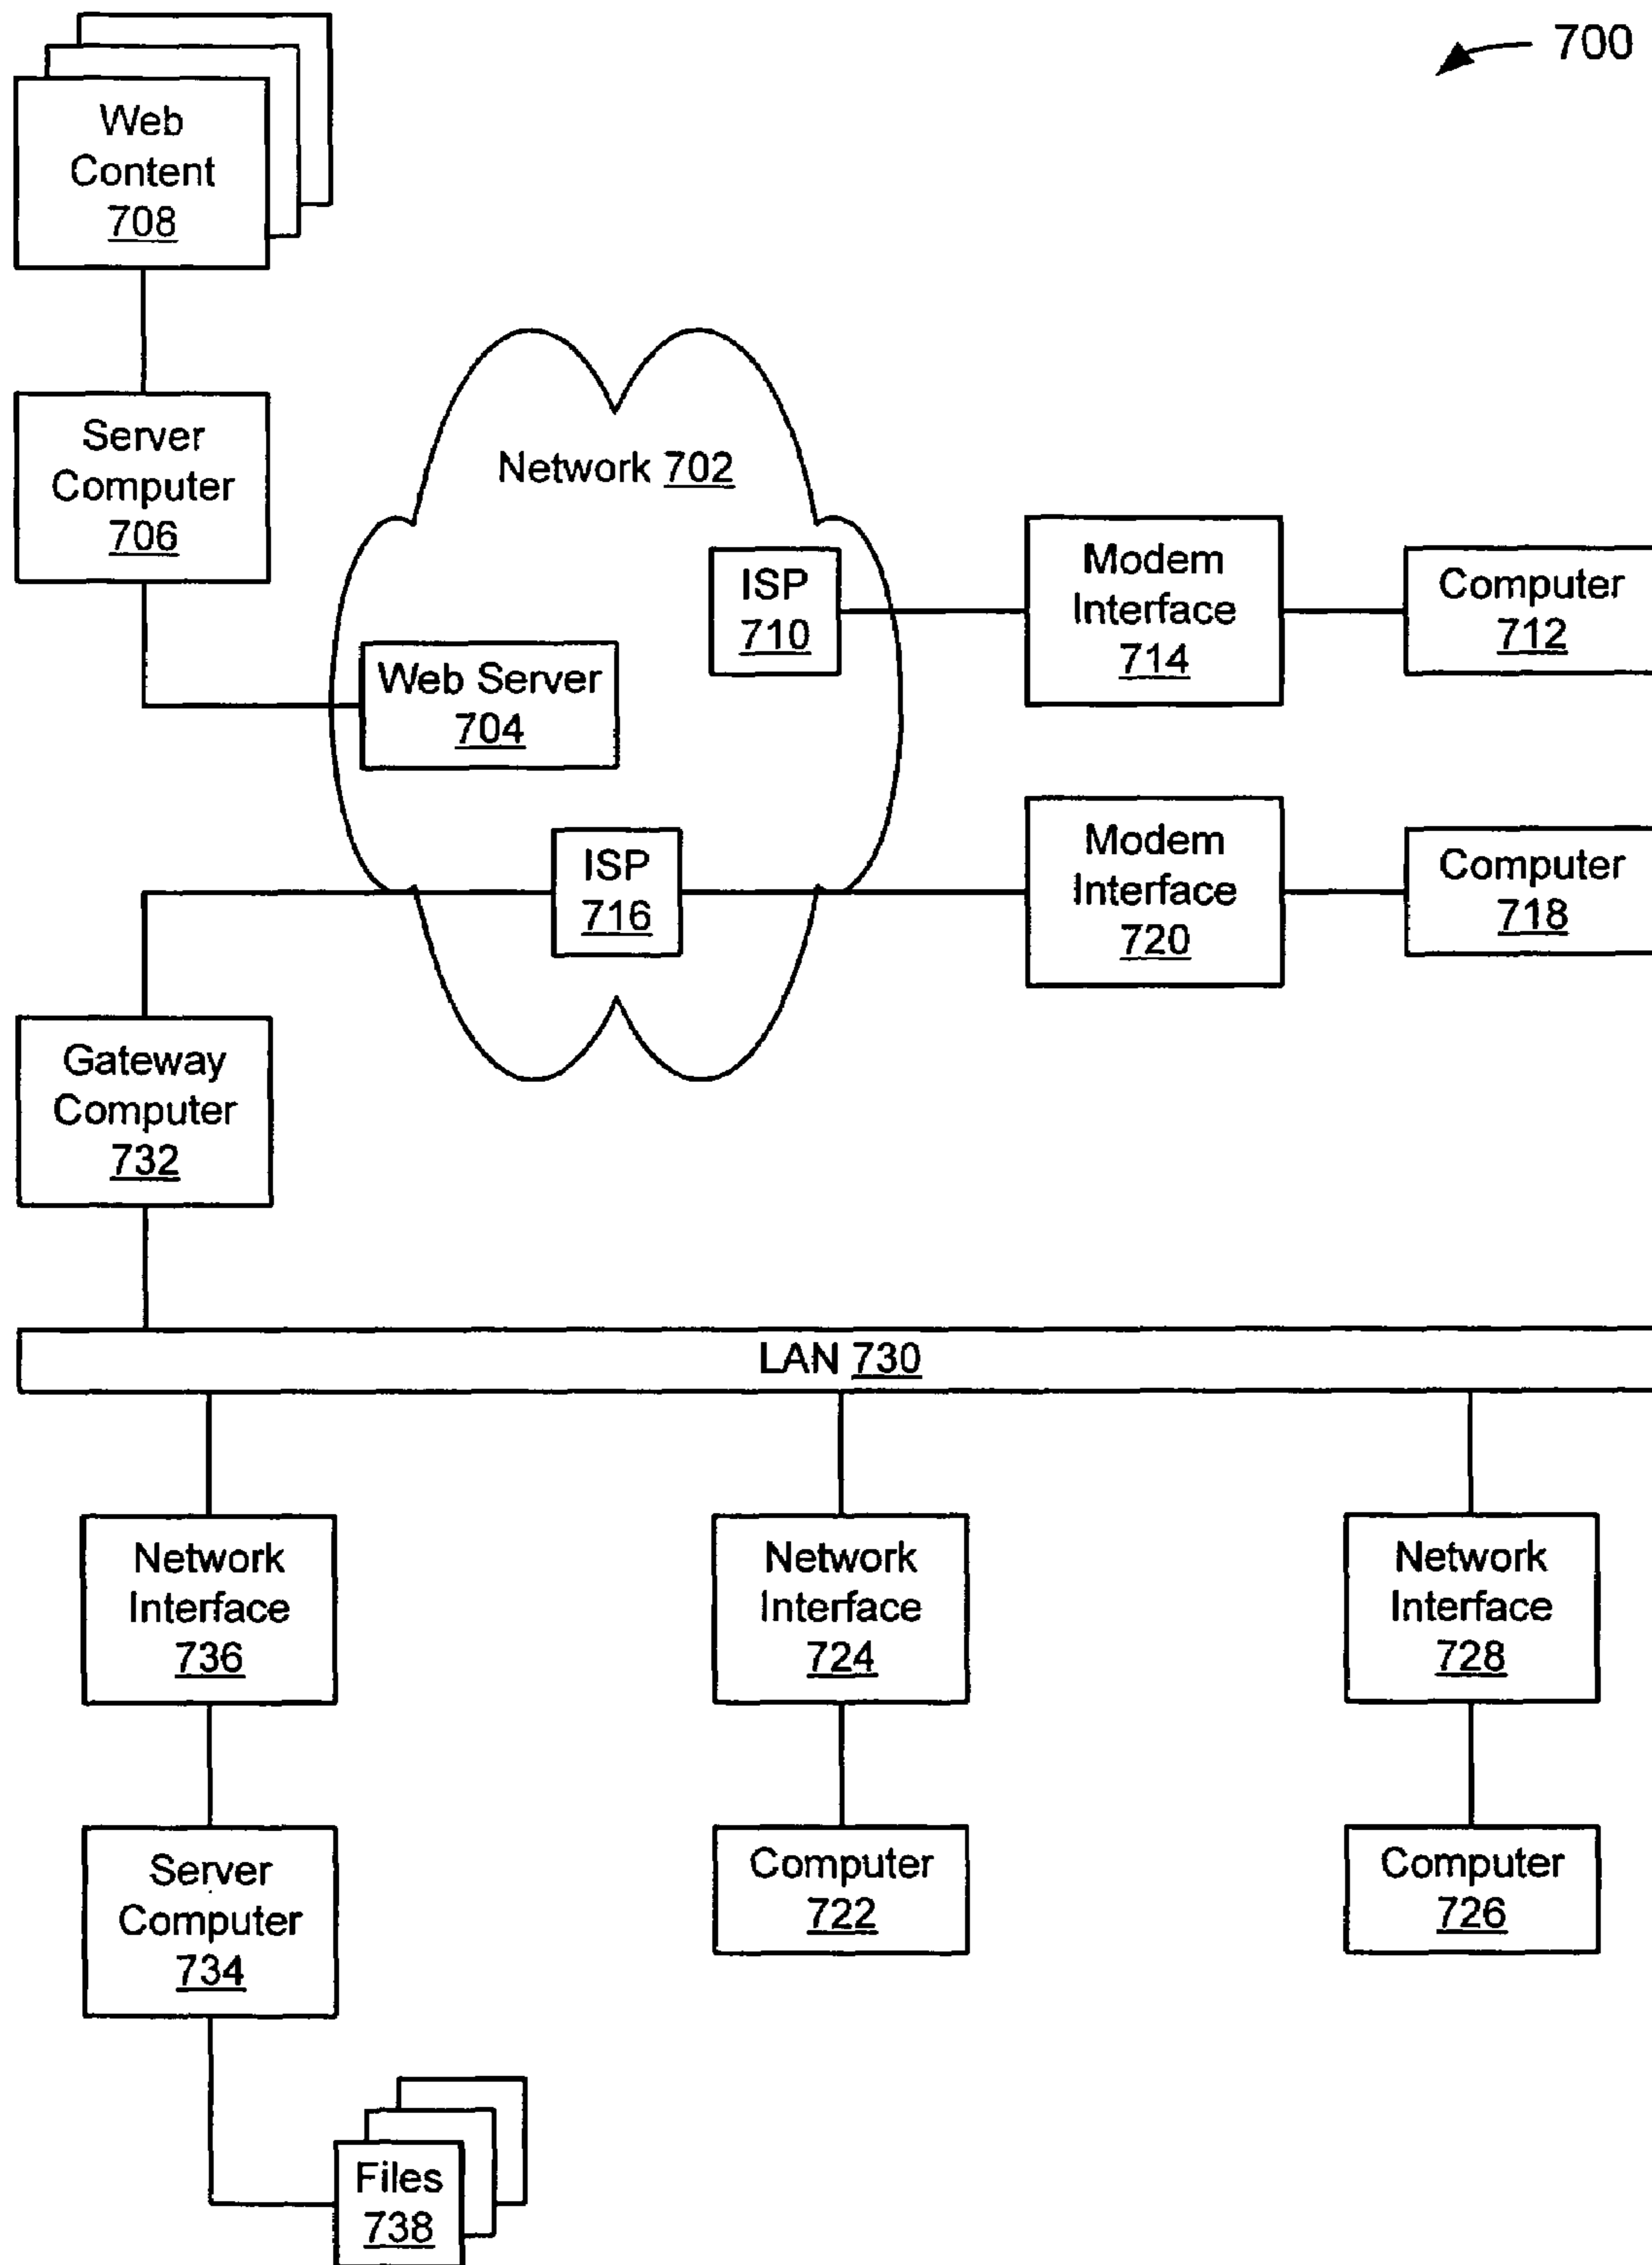 700
Web
Content
708
Server
Computer
706
Network 702
ISP
710
Modem
Interface
714
Computer
712
Web Server
704
ISP
716
Modem
Interface
720
Computer
718
Gateway
Computer
732
LAN 730
Network
Interface
736
Network
Interface
724
Network
Interface
728
Server
Computer
734
Computer
722
Computer
726
Files
738